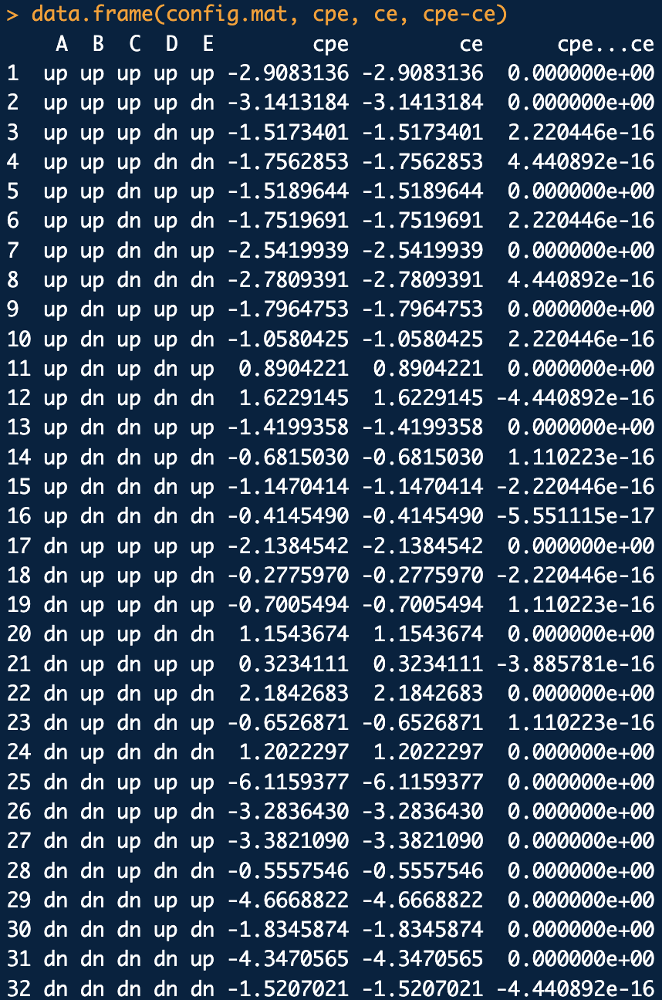 > data.frame(config.mat, cpe, ce, cpe-ce)
A B C D E cpe ce cpe...ce
1 up up up up up -2.9083136 -2.9083136 0.000000e+00
2 up up up up dn -3.1413184 -3.1413184 0.000000e+00
3 up up up dn up -1.5173401 -1.5173401 2.220446e-16
4 up up up dn dn -1.7562853 -1.7562853 4.440892e-16
5 up up dn up up -1.5189644 -1.5189644 0.000000e+00
6 up up dn up dn -1.7519691 -1.7519691 2.220446e-16
7 up up dn dn up -2.5419939 -2.5419939 0.000000e+00
8 up up dn dn dn -2.7809391 -2.7809391 4.440892e-16
9 up dn up up up -1.7964753 -1.7964753 0.000000e+00
10 up dn up up dn -1.0580425 -1.0580425 2.220446e-16
11 up dn up dn up 0.8904221 0.8904221 0.000000e+00
12 up dn up dn dn 1.6229145 1.6229145 -4.440892e-16
13 up dn dn up up -1.4199358 -1.4199358 0.000000e+00
14 up dn dn up dn -0.6815030 -0.6815030 1.110223e-16
15 up dn dn dn up -1.1470414 -1.1470414 -2.220446e-16
16 up dn dn dn dn -0.4145490 -0.4145490 -5.551115e-17
17 dn up up up up -2.1384542 -2.1384542 0.000000e+00
18 dn up up up dn -0.2775970 -0.2775970 -2.220446e-16
19 dn up up dn up -0.7005494 -0.7005494 1.110223e-16
20 dn up up dn dn 1.1543674 1.1543674 0.000000e+00
21 dn up dn up up 0.3234111 0.3234111 -3.885781e-16
22 dn up dn up dn 2.1842683 2.1842683 0.000000e+00
23 dn up dn dn up -0.6526871 -0.6526871 1.110223e-16
24 dn up dn dn dn 1.2022297 1.2022297 0.000000e+00
25 dn dn up up up -6.1159377 -6.1159377 0.000000e+00
26 dn dn up up dn -3.2836430 -3.2836430 0.000000e+00
27 dn dn up dn up -3.3821090 -3.3821090 0.000000e+00
28 dn dn up dn dn -0.5557546 -0.5557546 0.000000e+00
29 dn dn dn up up -4.6668822 -4.6668822 0.000000e+00
30 dn dn dn up dn -1.8345874 -1.8345874 0.000000e+00
31 dn dn dn dn up -4.3470565 -4.3470565 0.000000e+00
32 dn dn dn dn dn -1.5207021 -1.5207021 -4.440892e-16